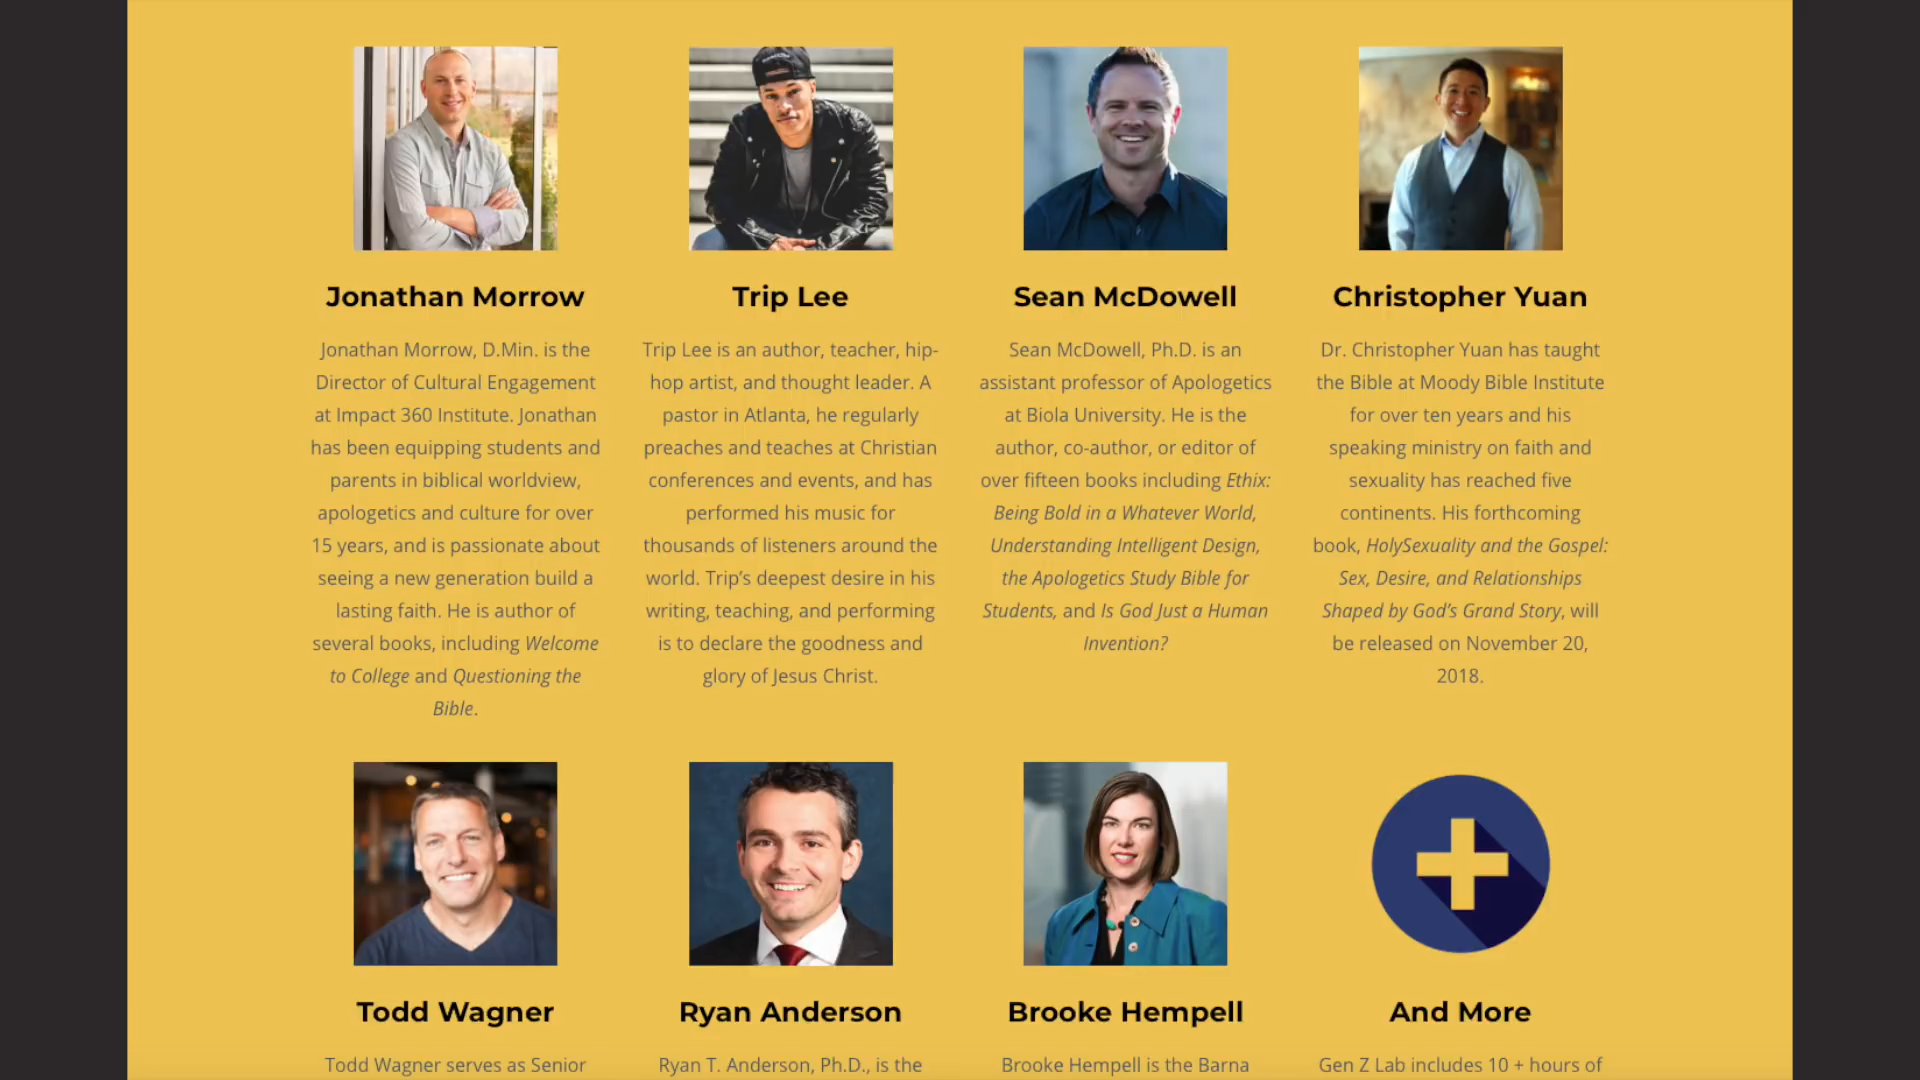 Jonathan Morrow
Jonathan Morrow, D.Min. is the
Director of Cultural Engagement
at Impact 360 Institute. Jonathan
has been equipping students and
parents in biblical worldview,
apologetics and culture for over
15 years, and is passionate about
seeing a new generation build a
lasting faith. He is author of
several books, including Welcome
to College and Questioning the
Bible.
Trip Lee
Trip Lee is an author, teacher, hip-
hop artist, and thought leader. A
pastor in Atlanta, he regularly
preaches and teaches at Christian
conferences and events, and has
performed his music for
thousands of listeners around the
world. Trip’s deepest desire in his
writing, teaching, and performing
is to declare the goodness and
glory of Jesus Christ.
Sean McDowell
Sean McDowell, Ph.D. is an
assistant professor of Apologetics
at Biola University. He is the
author, co-author, or editor of
over fifteen books including Ethix:
Being Bold in a Whatever World,
Understanding Intelligent Design,
the Apologetics Study Bible for
Students, and Is God Just a Human
Invention?
Christopher Yuan
Dr. Christopher Yuan has taught
the Bible at Moody Bible Institute
for over ten years and his
speaking ministry on faith and
sexuality has reached five
continents. His forthcoming
book, HolySexuality and the Gospel:
Sex, Desire, and Relationships
Shaped by God’s Grand Story, will
be released on November 20,
2018.
Todd Wagner
Todd Wagner serves as Senior
Ryan Anderson
Ryan T. Anderson, Ph.D., is the
Brooke Hempell
Brooke Hempell is the Barna
And More
Gen Z Lab includes 10 + hours of